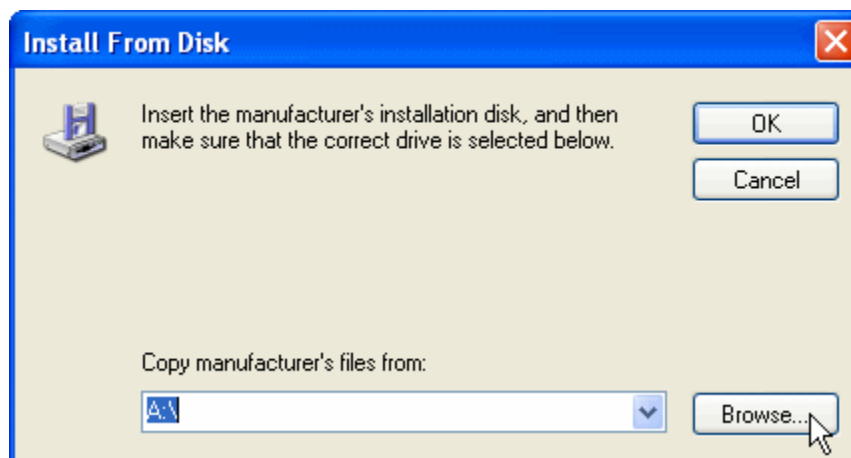 Install From Disk
Insert the manufacturer's installation disk, and then
make sure that the correct drive is selected below.
OK
Cancel
Copy manufacturer's files from:
A:\
Browse...